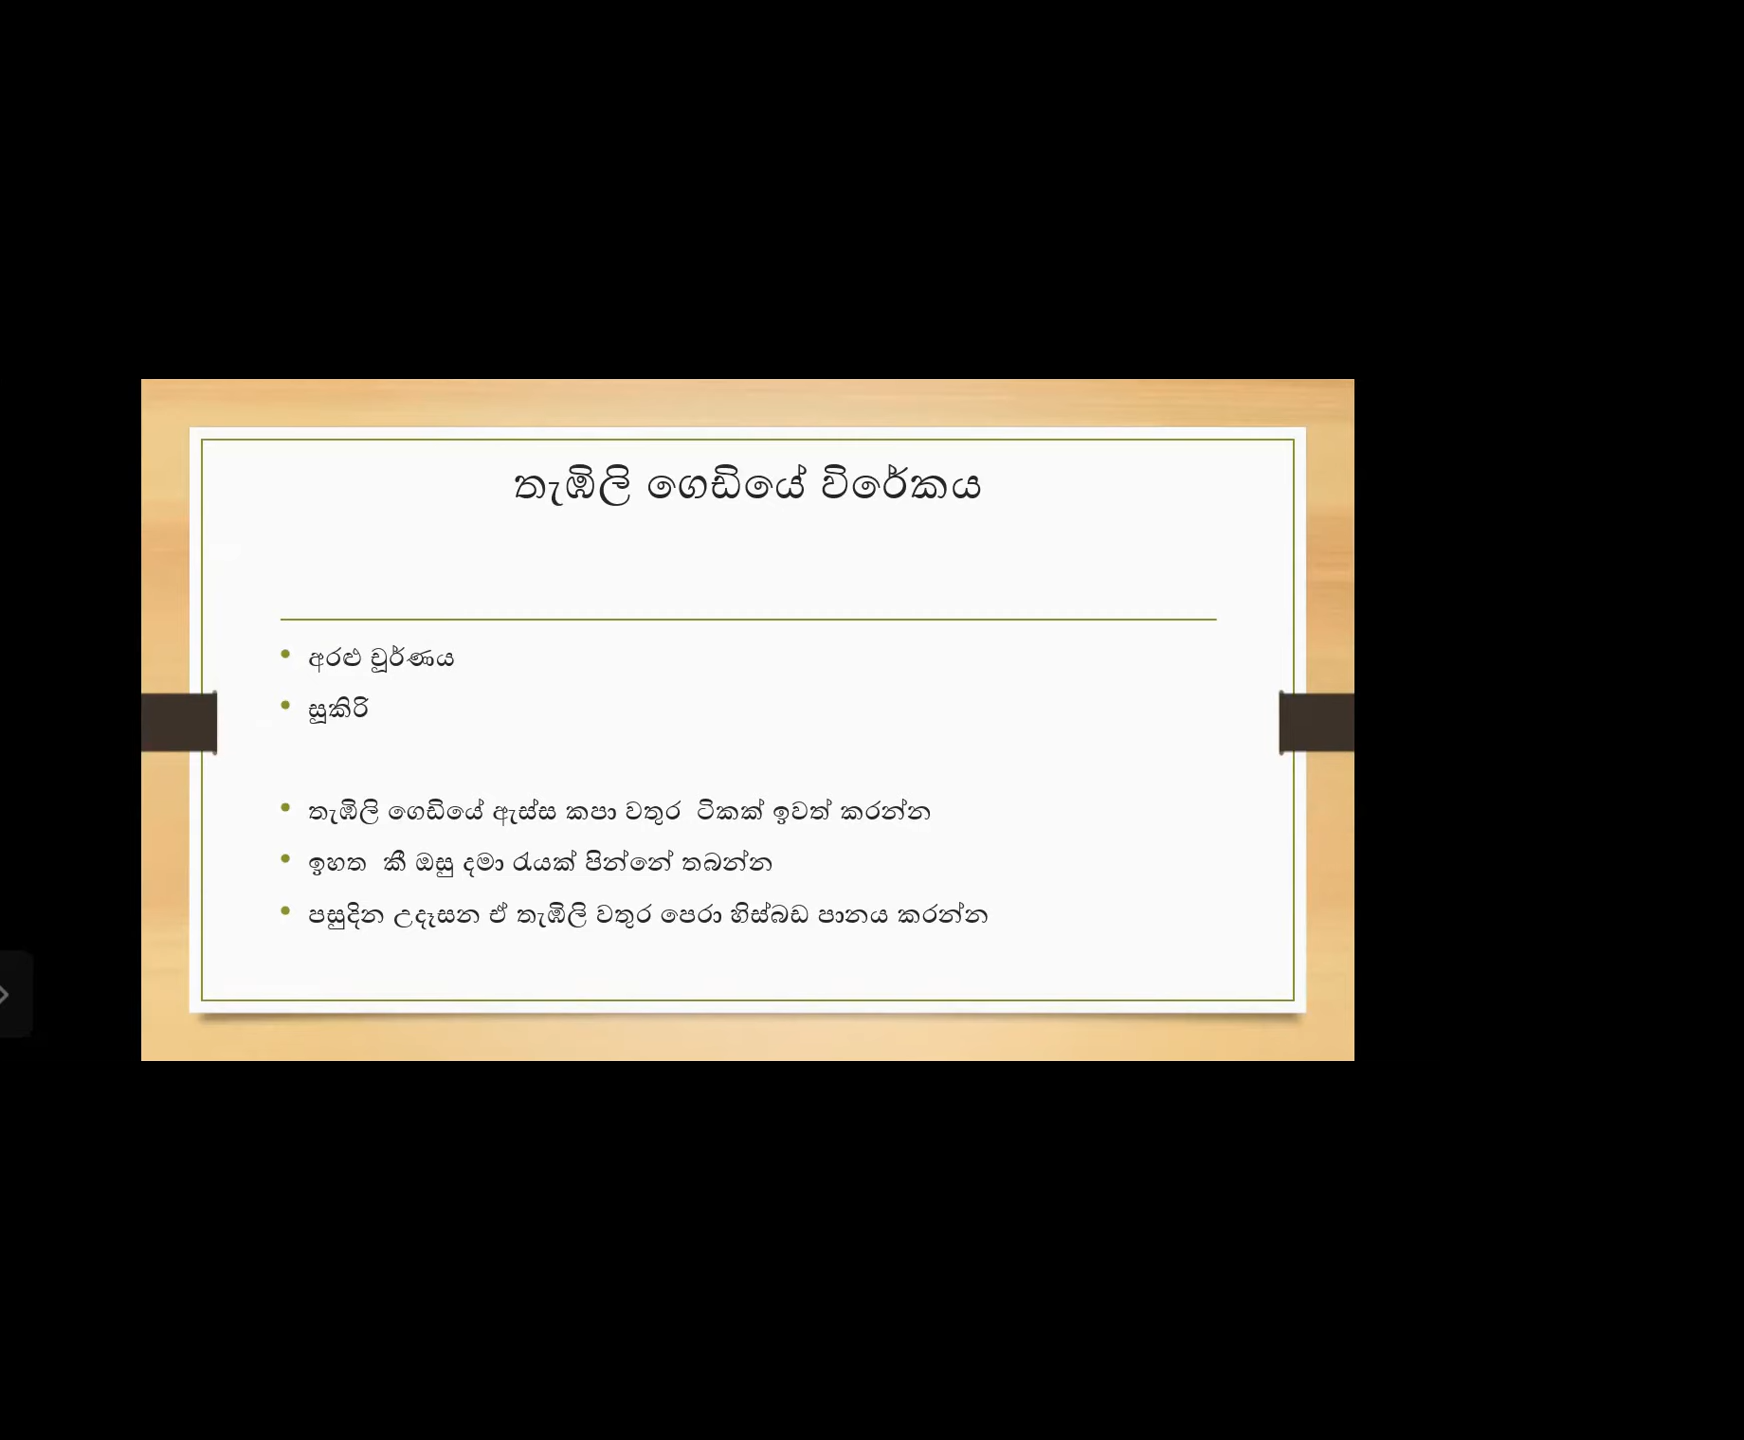 තැඹිලි ගෙඩියේ විරේකය
• අරළු චූර්ණය
• සූකිරි
• තැඹිලි ගෙඩියේ ඇස්ස කපා වතුර  ටිකක් ඉවත් කරන්න
• ඉහත  කී ඔසු දමා රැයක් පින්නේ තබන්න
• පසුදින උදෑසන ඒ තැඹිලි වතුර පෙරා හිස්බඩ පානය කරන්න